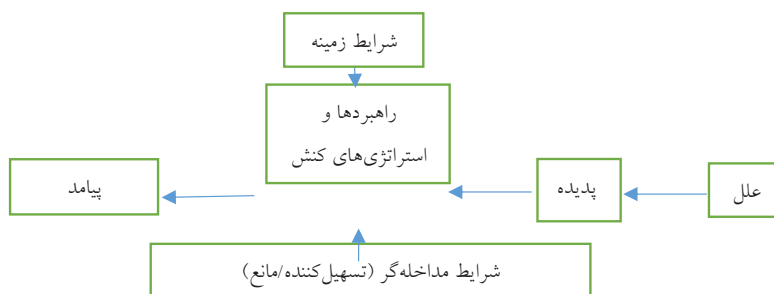 شرایط زمینه
راهبردها و
استراتژی‌های کنش
علل
پدیده
پیامد
شرایط مداخله‌گر (تسهیل‌کننده/مانع)